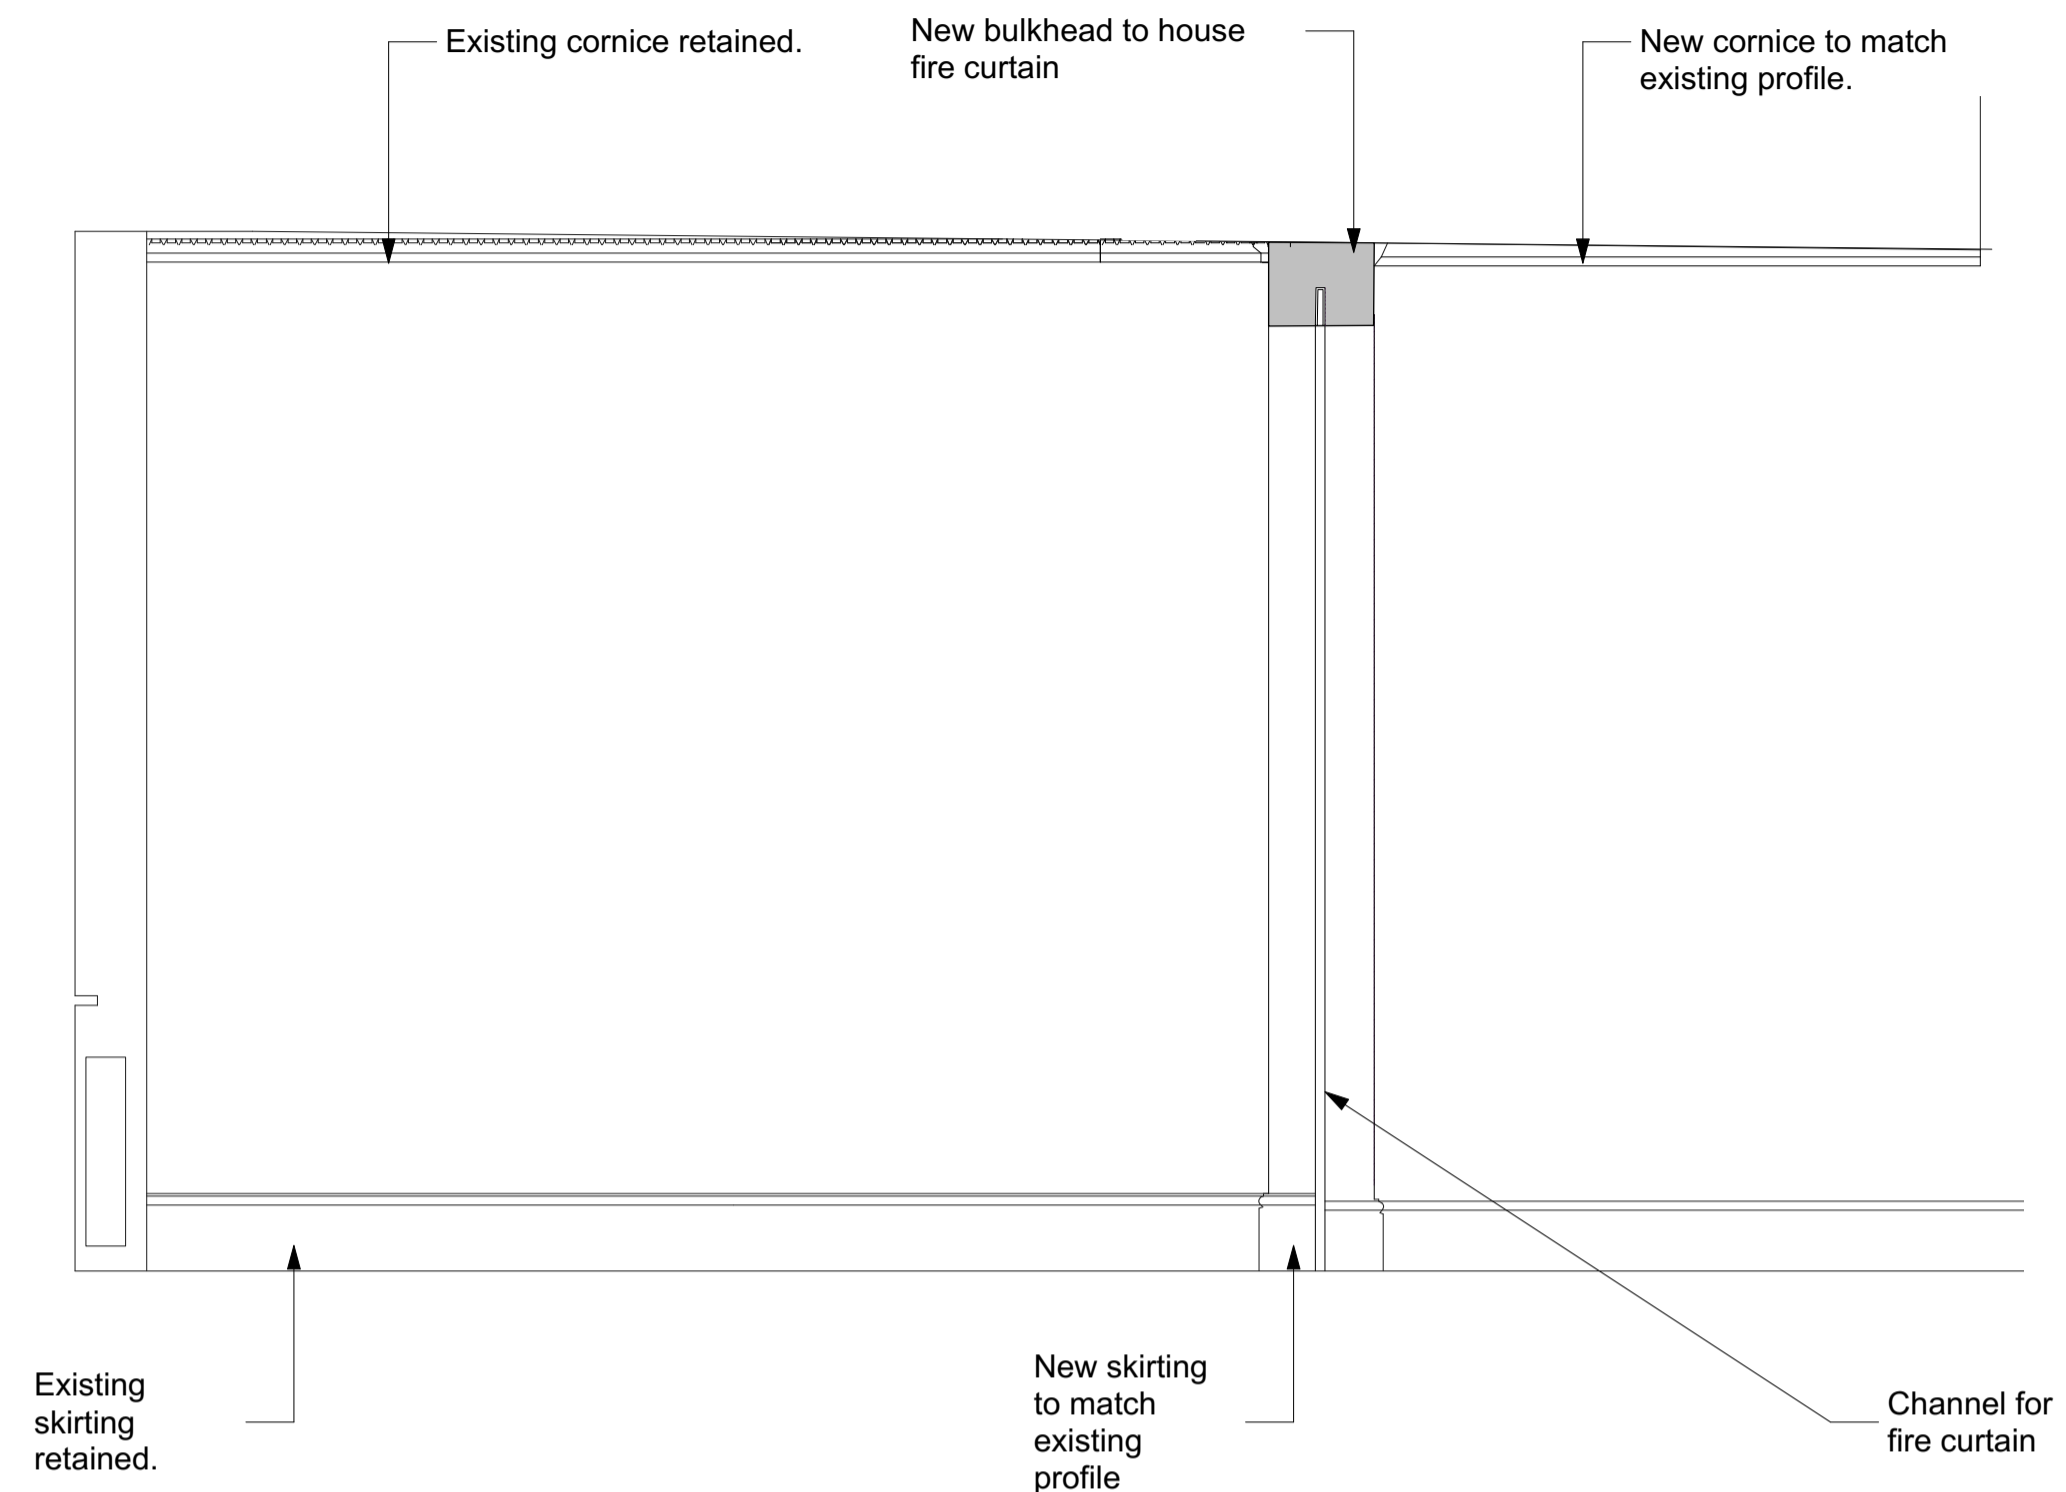 Existing cornice retained.
New bulkhead to house
fire curtain
New cornice to match
existing profile.
Existing
skirting
retained.
New skirting
to match
existing
profile
Channel for
fire curtain